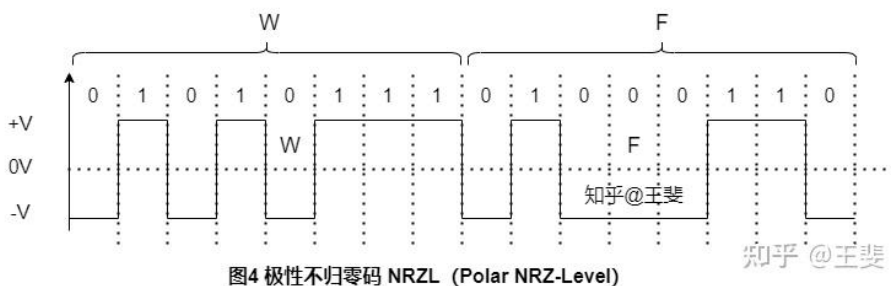 W F
0 1 0 1 0 1 1 1 0 1 0 0 0 1 1 0
+V
W F
0V
知乎@王斐
-V
知乎 @王斐
图4 极性不归零码 NRZL（Polar NRZ-Level）